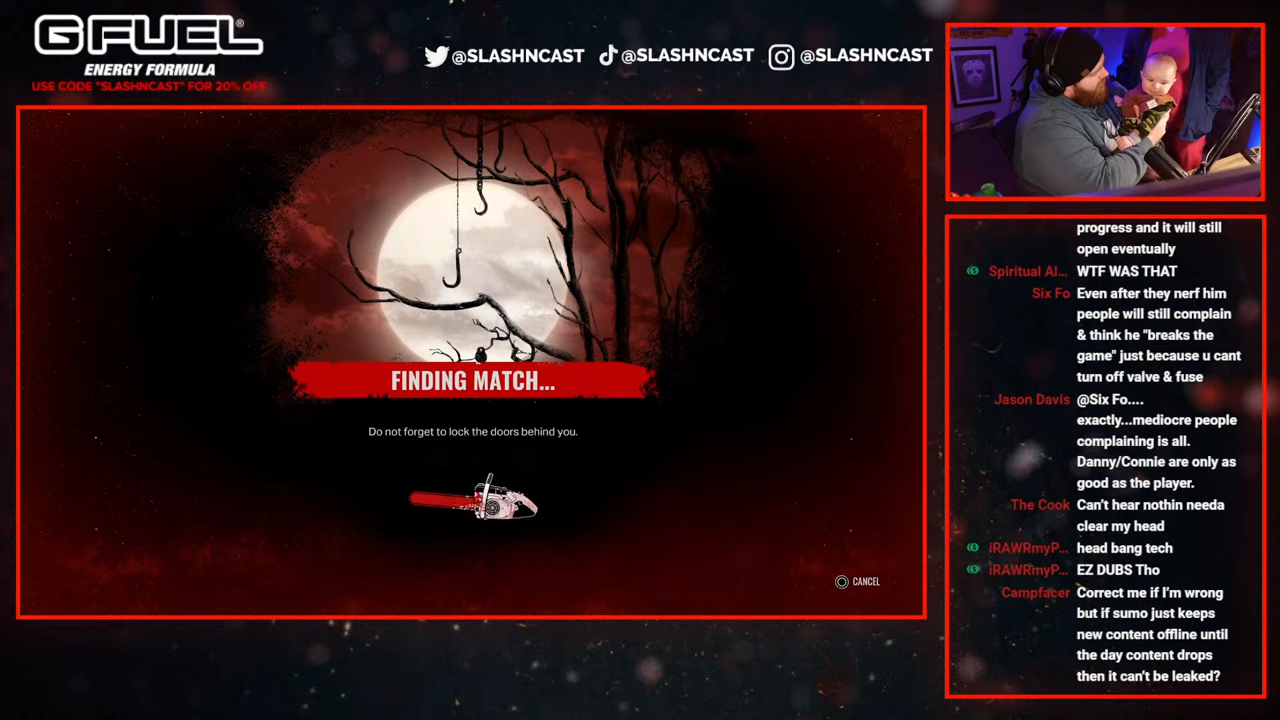 GFUEL®
ENERGY FORMULA
USE CODE "SLASHNCAST" FOR 20% OFF
@SLASHNCAST @SLASHNCAST @SLASHNCAST
FINDING MATCH...
Do not forget to lock the doors behind you.
CANCEL
progress and it will still
open eventually
Spiritual Al... WTF WAS THAT
Six Fo Even after they nerf him
people will still complain
& think he "breaks the
game" just because u cant
turn off valve & fuse
Jason Davis @Six Fo....
exactly...mediocre people
complaining is all.
Danny/Connie are only as
good as the player.
The Cook Can't hear nothin needa
clear my head
iRAWRmyP... head bang tech
iRAWRmyP... EZ DUBS Tho
Campfacer Correct me if I'm wrong
but if sumo just keeps
new content offline until
the day content drops
then it can't be leaked?